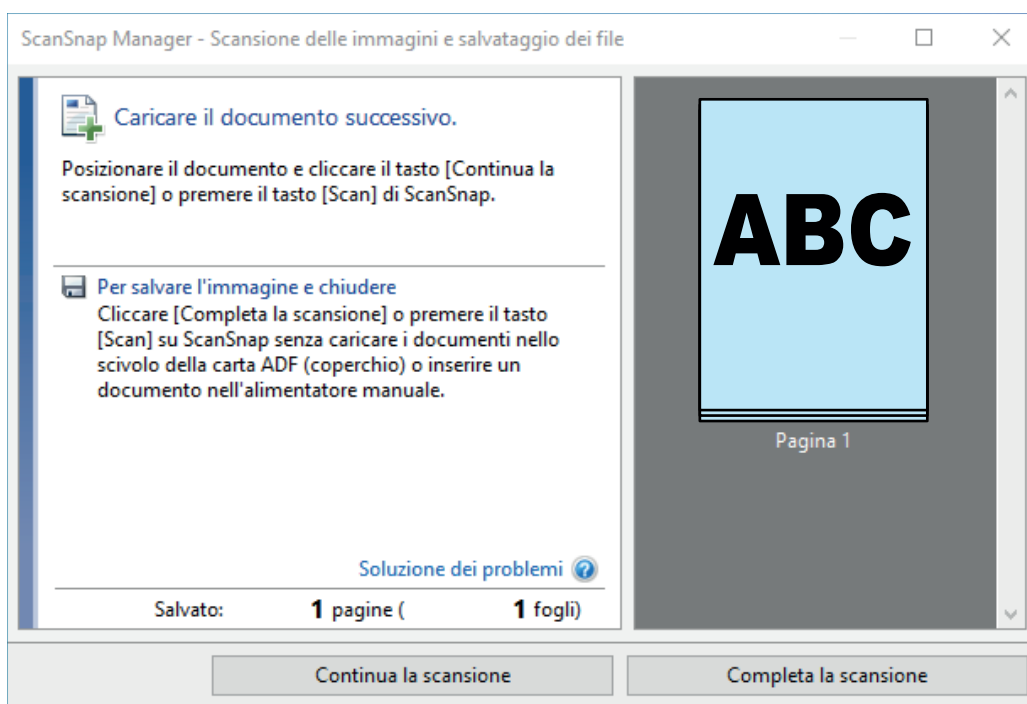 ScanSnap Manager - Scansione delle immagini e salvataggio dei file
Caricare il documento successivo.
Posizionare il documento e cliccare il tasto [Continua la
scansione] o premere il tasto [Scan] di ScanSnap.
Per salvare l'immagine e chiudere
Cliccare [Completa la scansione] o premere il tasto
[Scan] su ScanSnap senza caricare i documenti nello
scivolo della carta ADF (coperchio) o inserire un
documento nell'alimentatore manuale.
Soluzione dei problemi
Salvato: 1 pagine ( 1 fogli)
ABC
Pagina 1
Continua la scansione
Completa la scansione